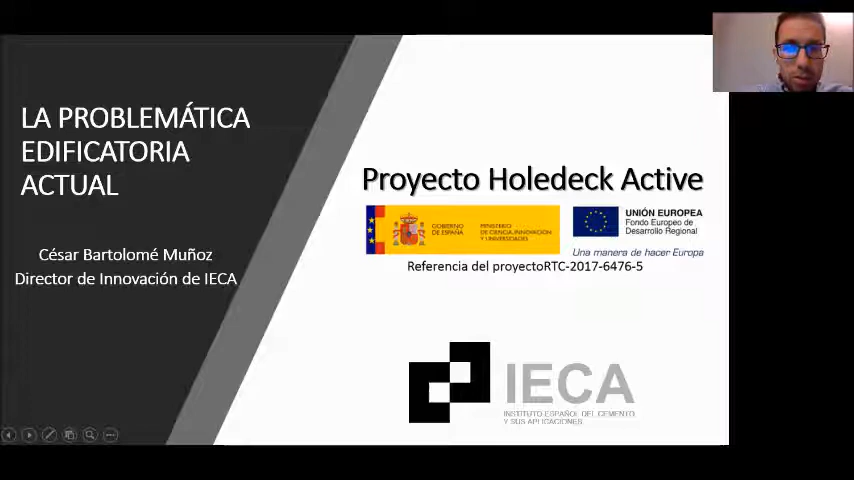 LA PROBLEMÁTICA
EDIFICATORIA
ACTUAL
César Bartolomé Muñoz
Director de Innovación de IECA
Proyecto Holedeck Active
GOBIERNO
DE ESPAÑA
MINISTERIO
DE CIENCIA, INNOVACIÓN
Y UNIVERSIDADES
UNIÓN EUROPEA
Fondo Europeo de
Desarrollo Regional
Una manera de hacer Europa
Referencia del proyectoRTC-2017-6476-5
IECA
INSTITUTO ESPAÑOL DEL CEMENTO
Y SUS APLICACIONES